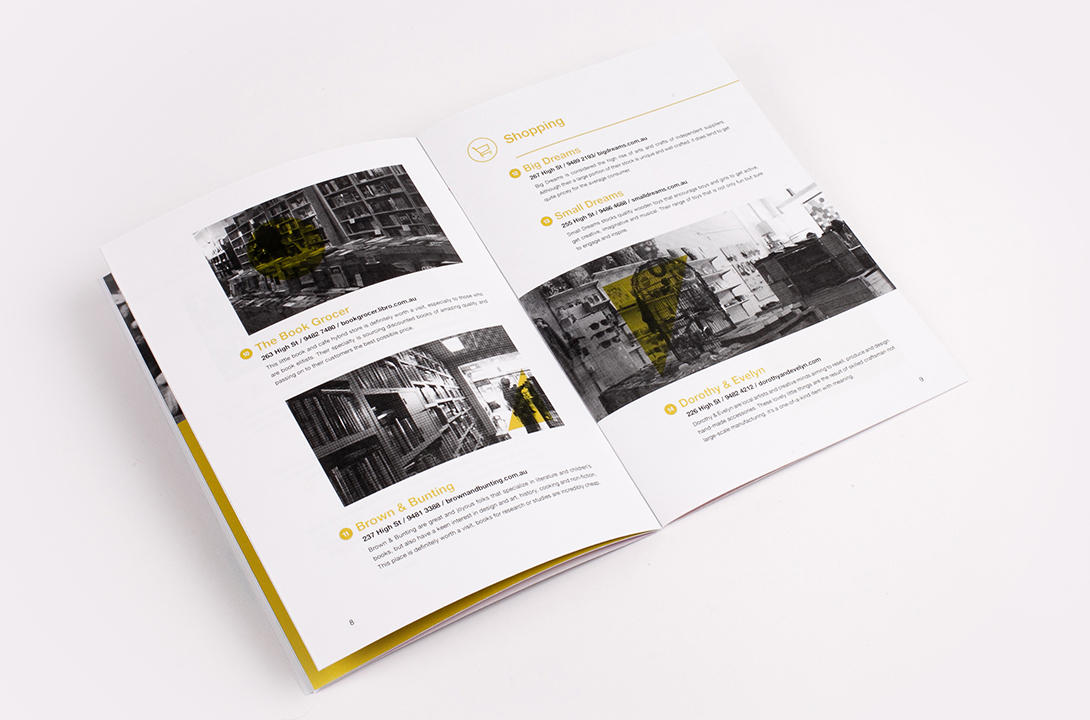 10 The Book Grocer
263 High St / 9482 7480 / bookgrocer.libro.com.au
This little book and cafe hybrid store is definitely worth a visit, especially to those who
are book elitists. Their specialty is sourcing discounted books of amazing quality and
passing on to their customers the best possible price.
11 Brown & Bunting
237 High St / 9481 3388 / brownandbunting.com.au
Brown & Bunting are great and joyous folks that specialize in literature and children's
books, but also have a keen interest in design and art, history, cooking and non-fiction.
This place is definitely worth a visit, books for research or studies are incredibly cheap.
8
Shopping
Big Dreams
267 High St / 9489 2193/ bigdreams.com.au
Big Dreams is considered the high rise of arts and crafts of independent suppliers.
Although then a large portion of their stock is unique and well crafted, it does tend to get
quite pricey for the average consumer.
Small Dreams
255 High St / 9486 4688 / smalldreams.com.au
Small Dreams stocks quality wooden toys that encourage boys and girls to get active,
get creative, imaginative and musical. Their range of toys that is not only fun but sure
to engage and inspire.
14 Dorothy & Evelyn
226 High St / 9482 4212 / dorothyandevelyn.com
Dorothy & Evelyn are local artists and creative minds aiming to resell, produce and design
hand-made accessories. These lovely little things are the result of skilled craftsman not
large-scale manufacturing. It's a one-of-a-kind item with meaning.
9